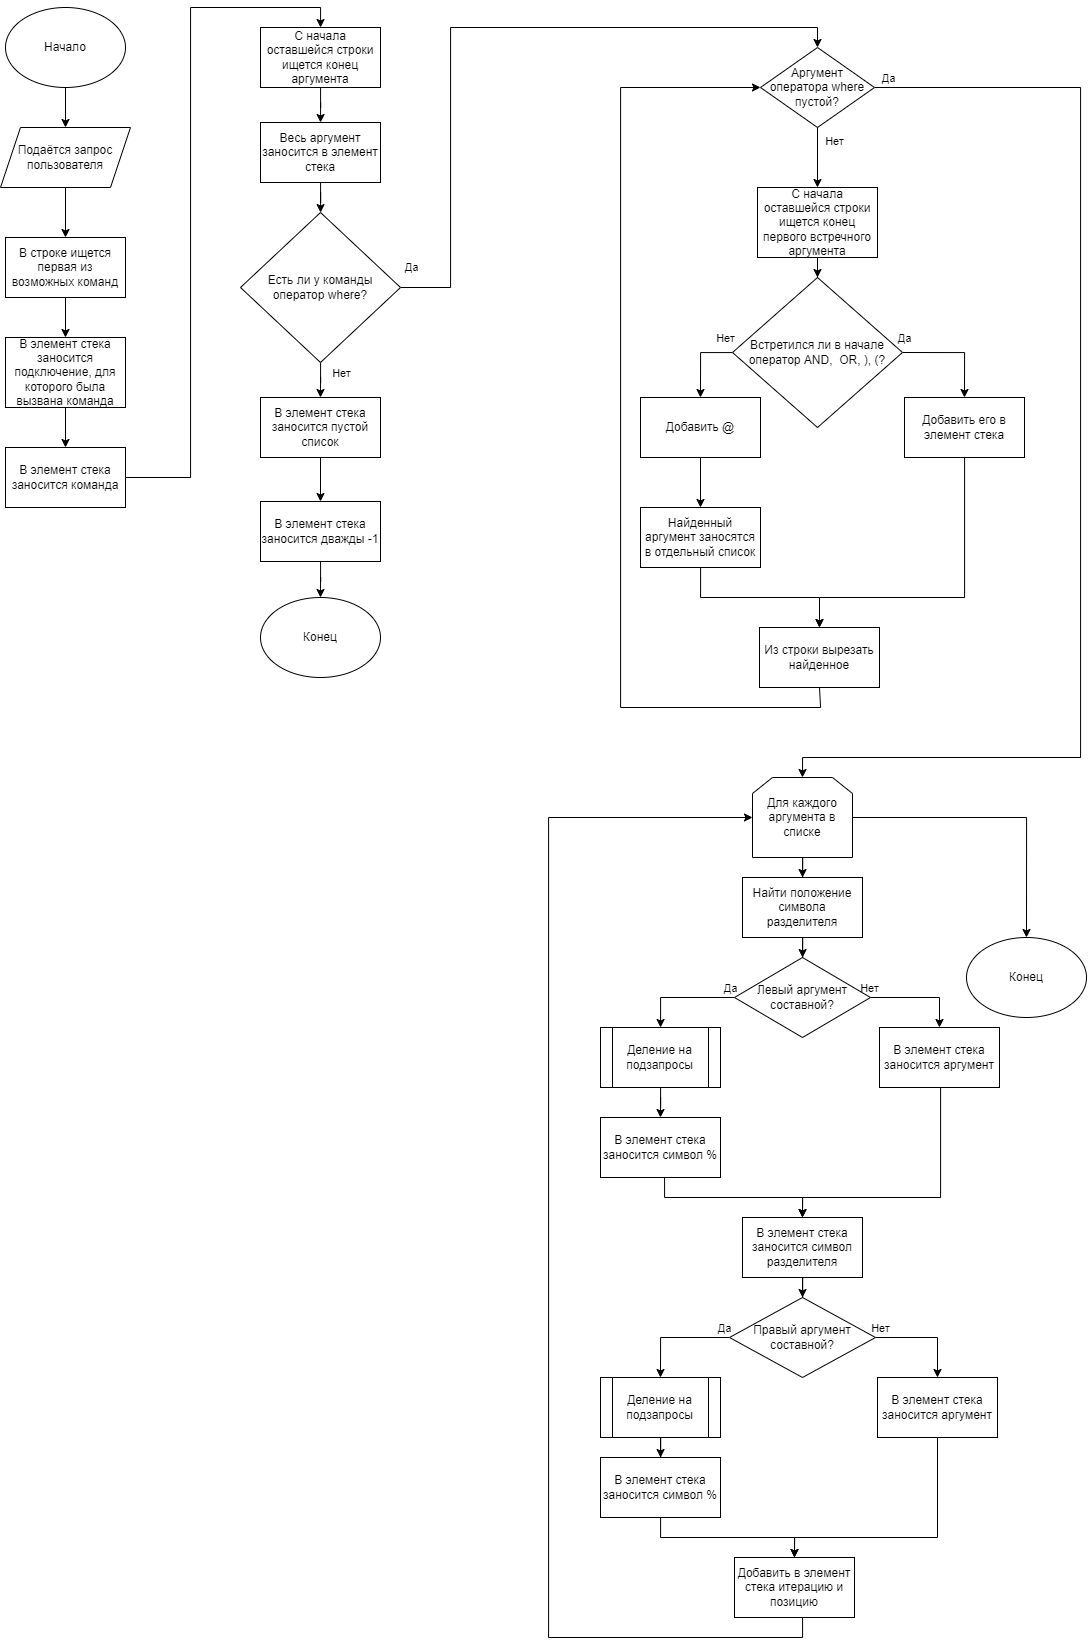 Начало
Подаётся запрос
пользователя
В строке ищется
первая из
возможных команд
В элемент стека
заносится
подключение, для
которого была
вызвана команда
В элемент стека
заносится команда
С начала
оставшейся строки
ищется конец
аргумента
Весь аргумент
заносится в элемент
стека
Есть ли у команды
оператор where?
Да
Нет
В элемент стека
заносится пустой
список
В элемент стека
заносится дважды -1
Конец
Аргумент
оператора where
пустой?
Да
Нет
С начала
оставшейся строки
ищется конец
первого встречного
аргумента
Встретился ли в начале
оператор AND,  OR, ), (?
Нет
Да
Добавить @
Добавить его в
элемент стека
Найденный
аргумент заносятся
в отдельный список
Из строки вырезать
найденное
Для каждого
аргумента в
списке
Найти положение
символа
разделителя
Конец
Левый аргумент
составной?
Да
Нет
Деление на
подзапросы
В элемент стека
заносится аргумент
В элемент стека
заносится символ %
В элемент стека
заносится символ
разделителя
Правый аргумент
составной?
Да
Нет
Деление на
подзапросы
В элемент стека
заносится аргумент
В элемент стека
заносится символ %
Добавить в элемент
стека итерацию и
позицию